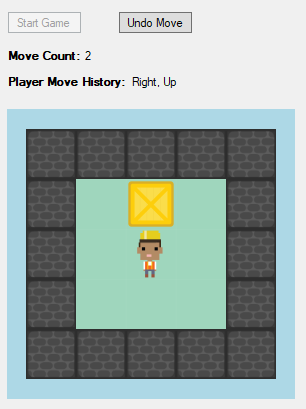 Start Game Undo Move
Move Count: 2
Player Move History: Right, Up